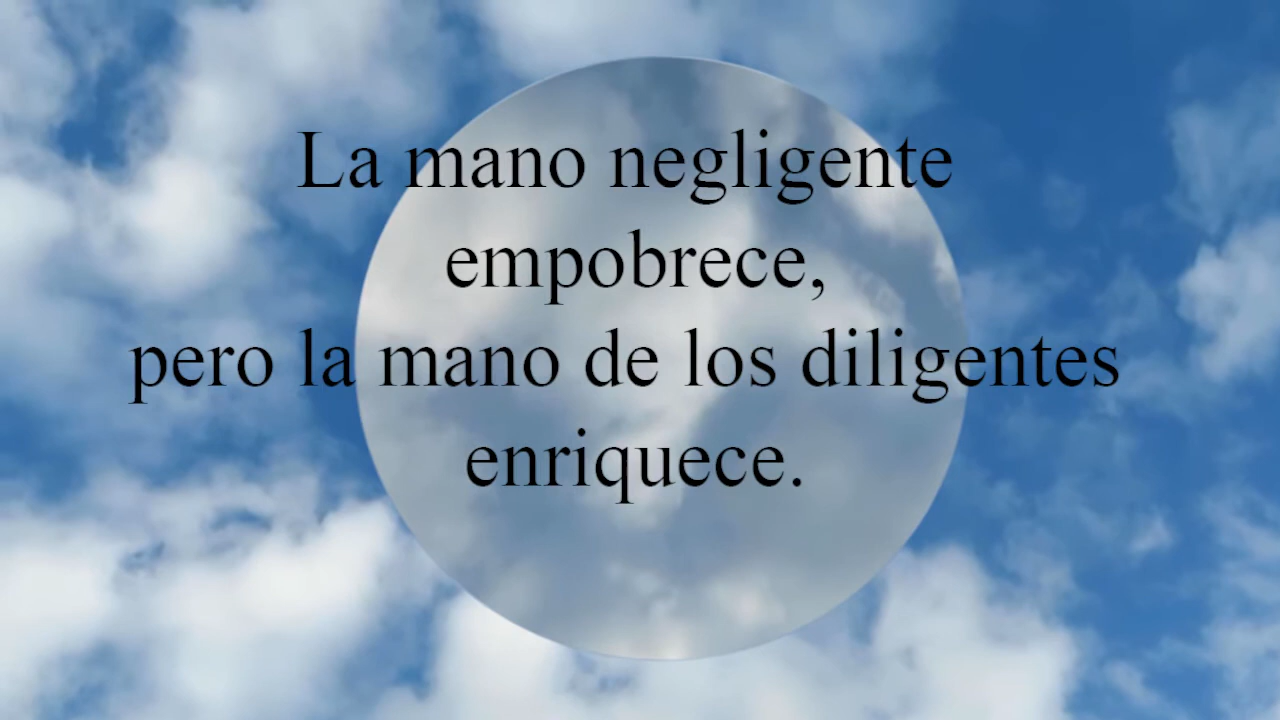 La mano negligente
empobrece,
pero la mano de los diligentes
enriquece.